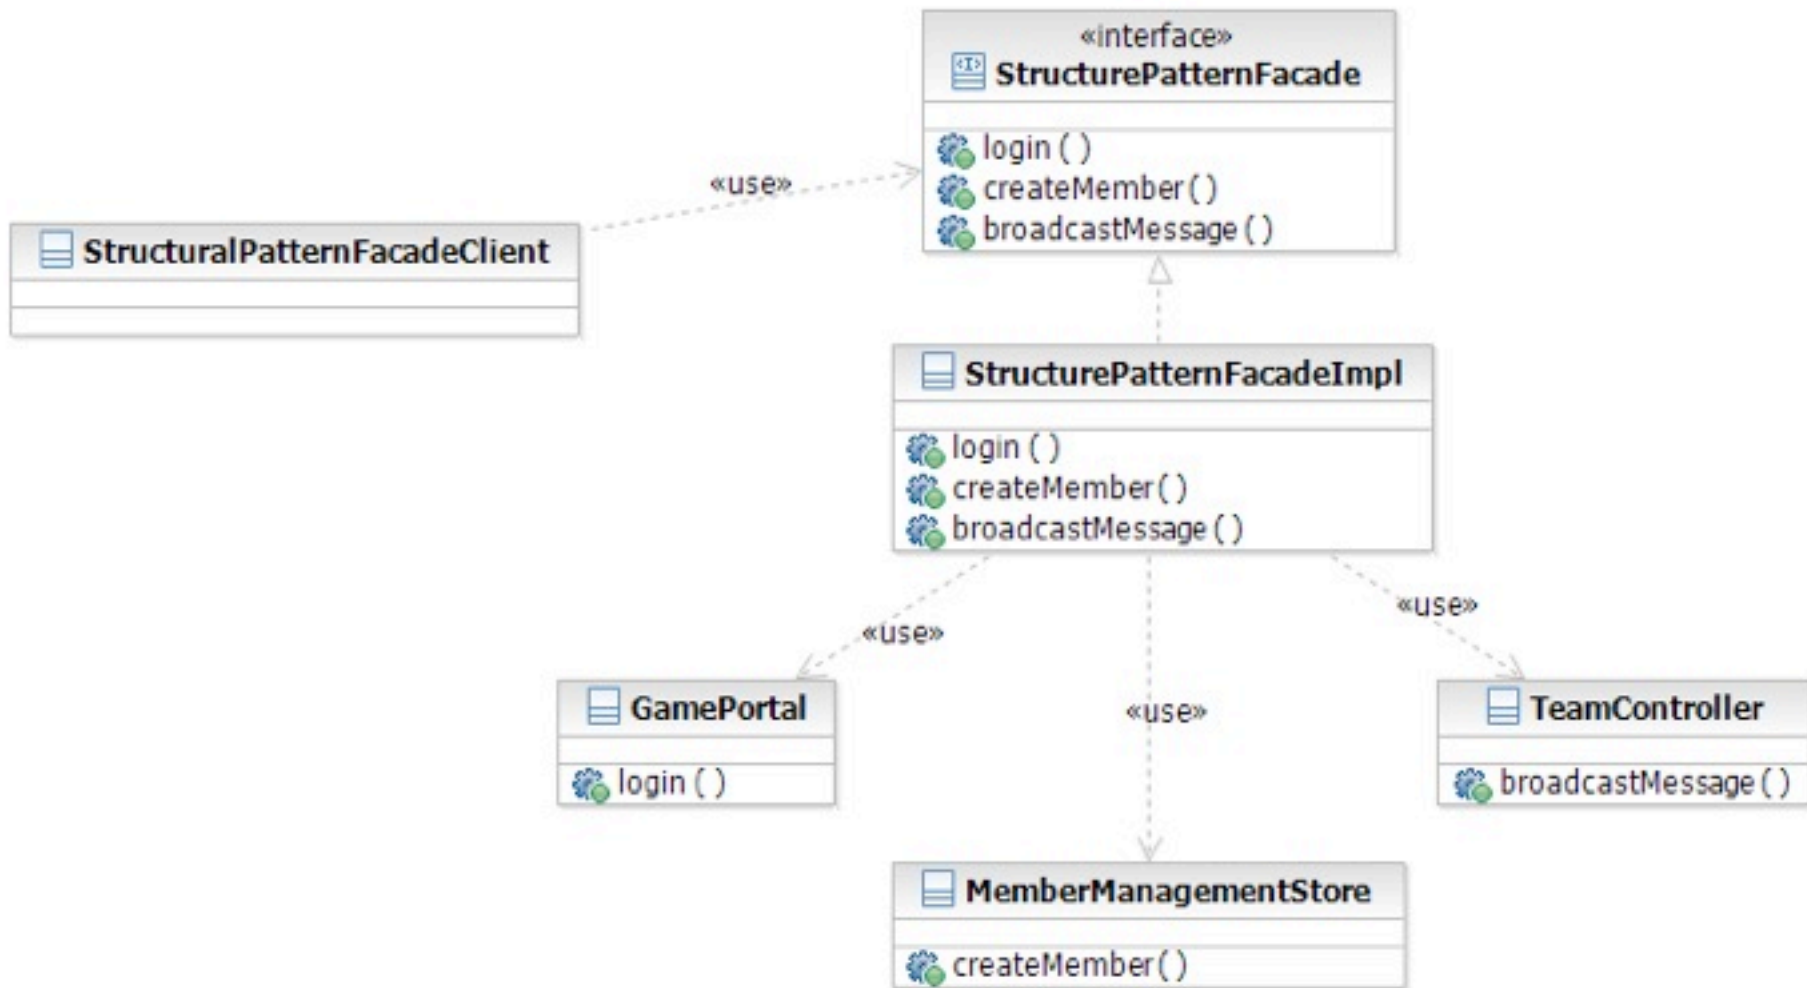 «interface»
StructurePatternFacade
login ( )
createMember ( )
broadcastMessage ( )
«use»
StructuralPatternFacadeClient
StructurePatternFacadeImpl
login ( )
createMember ( )
broadcastMessage ( )
«use»
«use»
«use»
GamePortal
login ( )
TeamController
broadcastMessage ( )
MemberManagementStore
createMember ( )